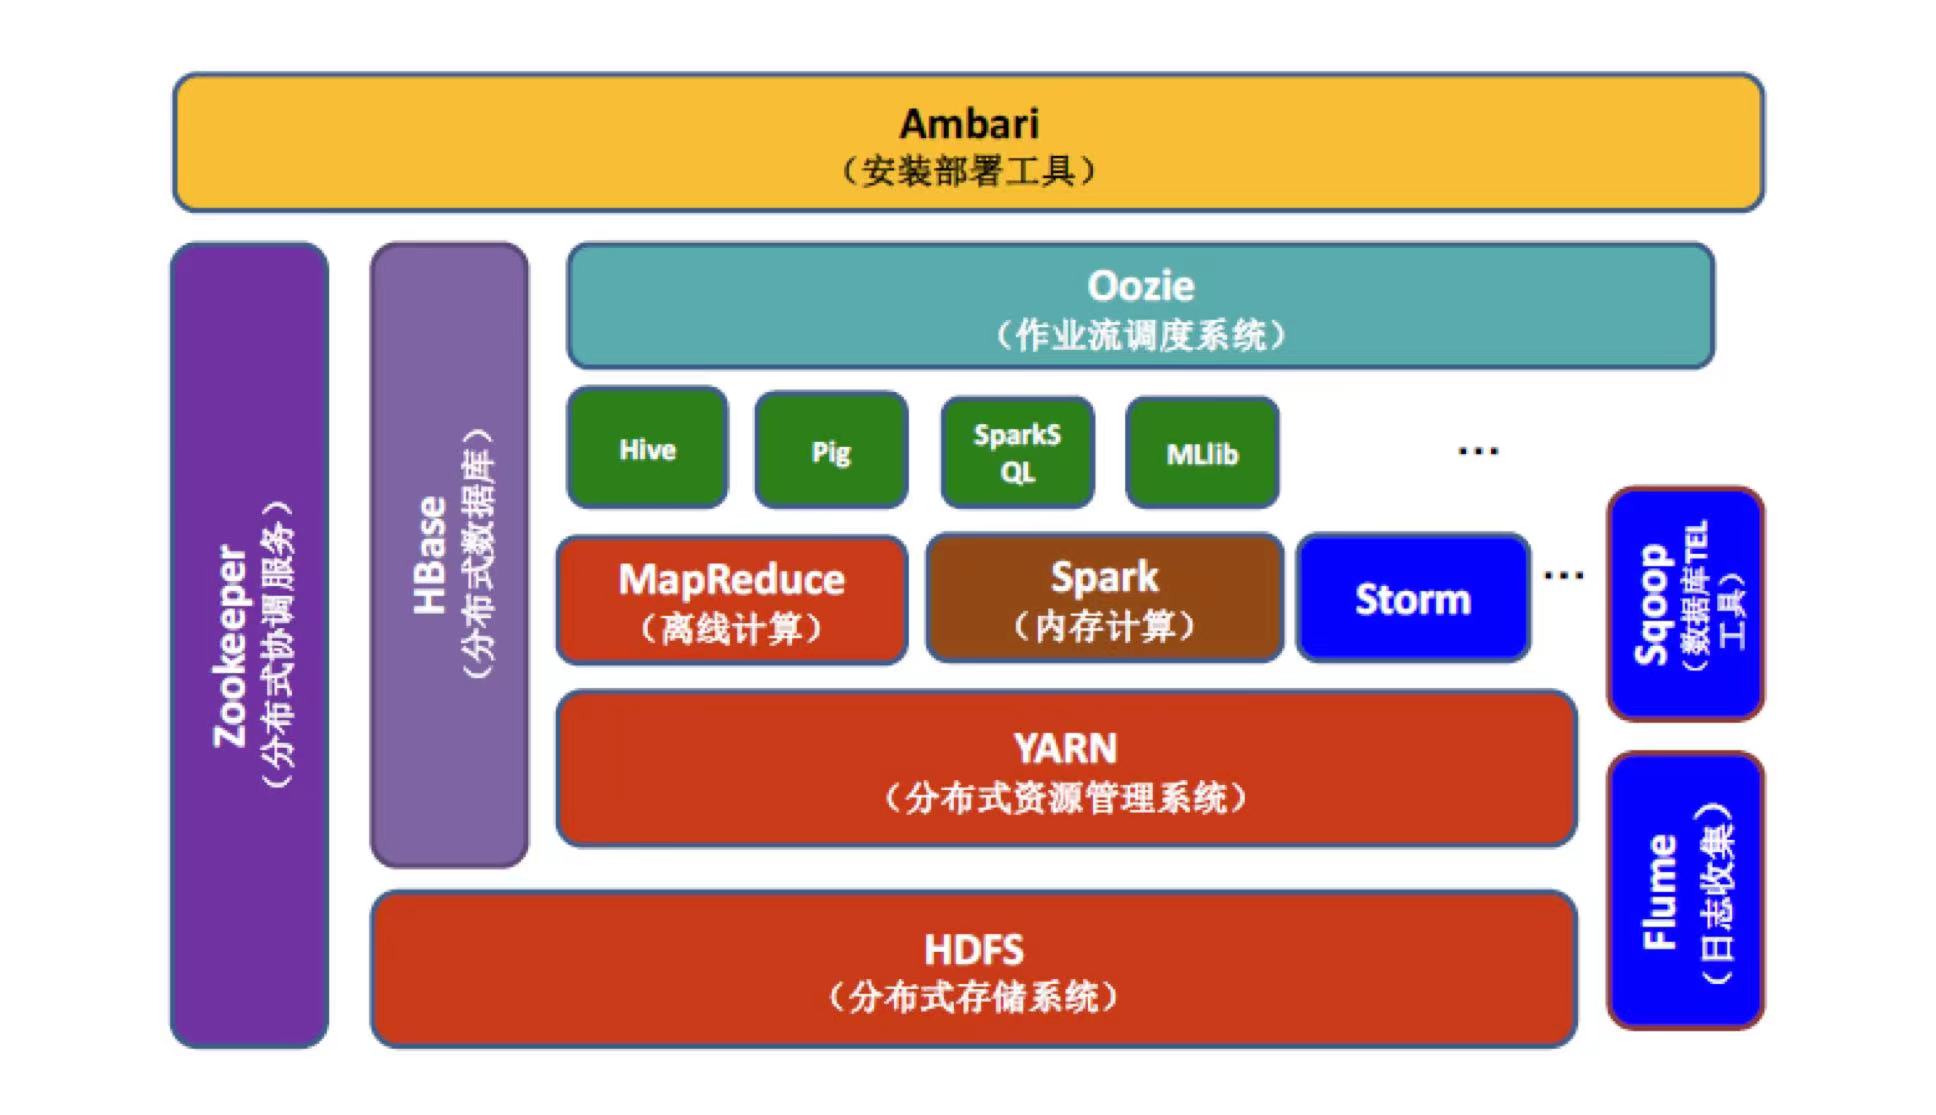 Ambari
（安装部署工具）
Zookeeper
（分布式协调服务）
HBase
（分布式数据库）
Oozie
（作业流调度系统）
Hive
Pig
SparkS
QL
MLlib
...
MapReduce
（离线计算）
Spark
（内存计算）
Storm
...
Sqoop
（数据库TEL
工具）
YARN
（分布式资源管理系统）
Flume
（日志收集）
HDFS
（分布式存储系统）